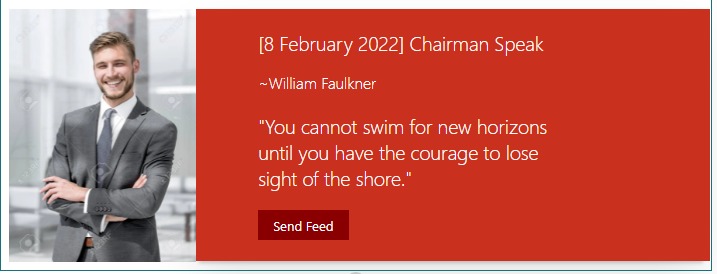 [8 February 2022] Chairman Speak
~William Faulkner
"You cannot swim for new horizons
until you have the courage to lose
sight of the shore."
Send Feed